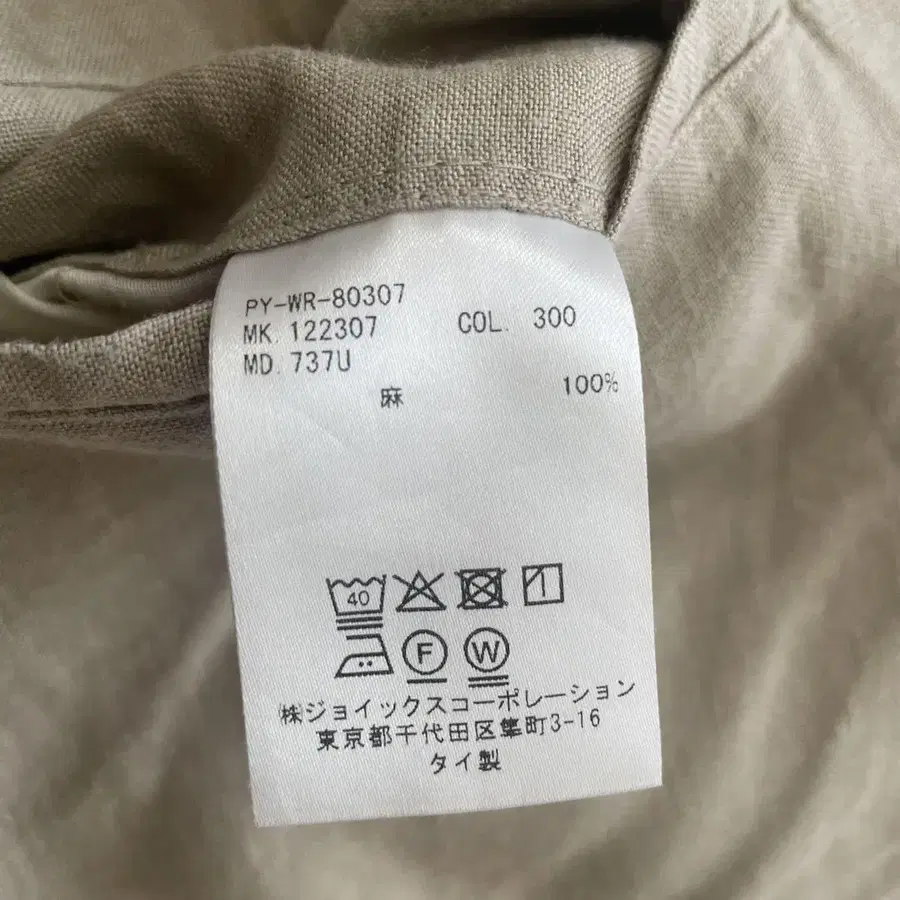 PY-WR-80307
MK. 122307 COL. 300
MD. 737U
麻 100%
40
F W
㈱ジョイックスコーポレーション
東京都千代田区隼町3-16
タイ製